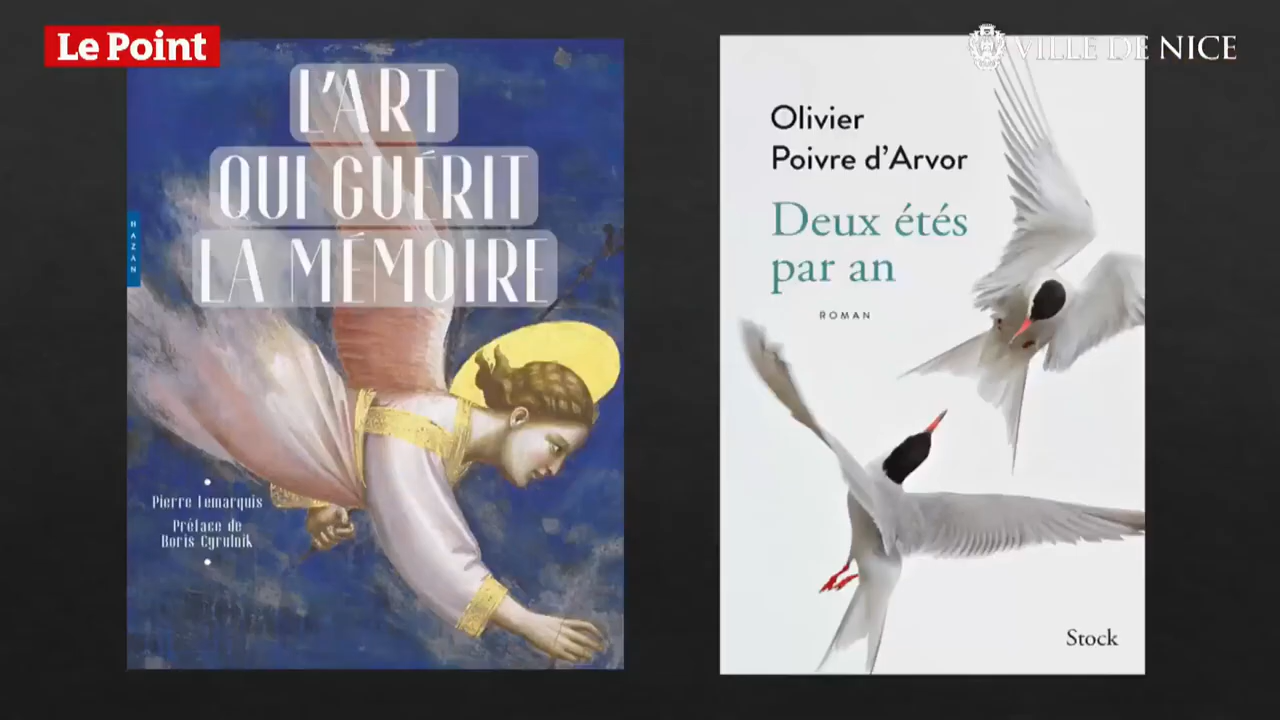 Le Point
VILLE DE NICE
L'ART
QUI GUÉRIT
LA MÉMOIRE
HAZAN
Pierre Lemarquis
Préface de
Boris Cyrulnik
Olivier
Poivre d'Arvor
Deux étés
par an
ROMAN
Stock